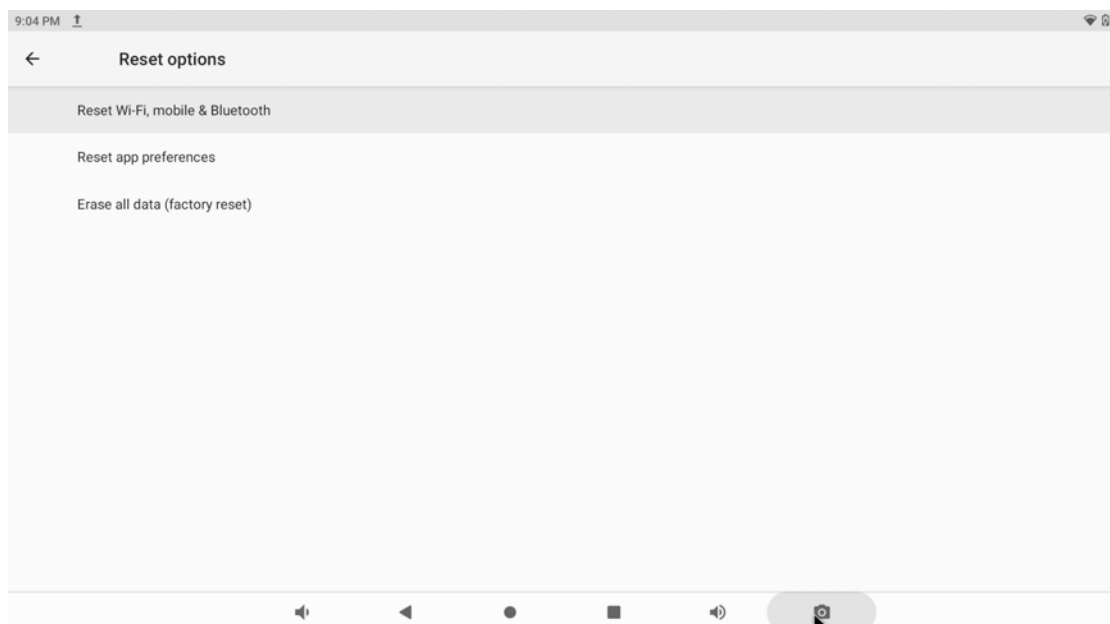 9:04 PM
Reset options
Reset Wi-Fi, mobile & Bluetooth
Reset app preferences
Erase all data (factory reset)